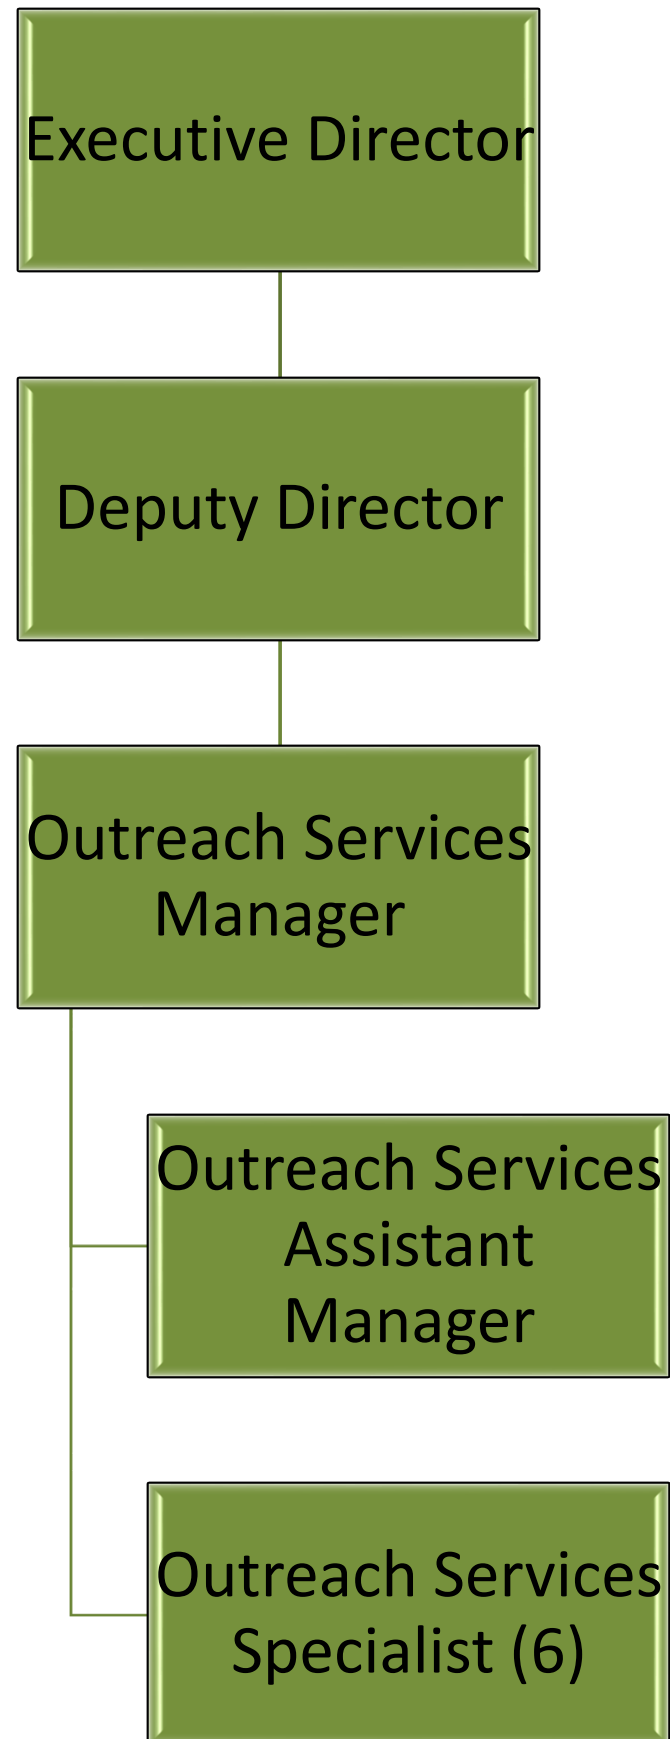 Executive Director
Deputy Director
Outreach Services
Manager
Outreach Services
Assistant
Manager
Outreach Services
Specialist (6)